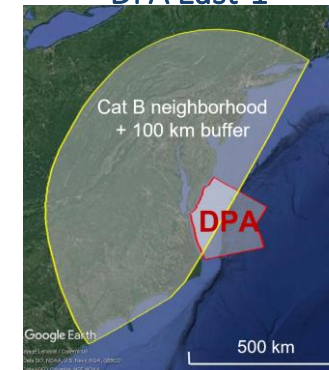 DPA East-1
Cat B neighborhood
+ 100 km buffer
DPA
Google Earth
500 km